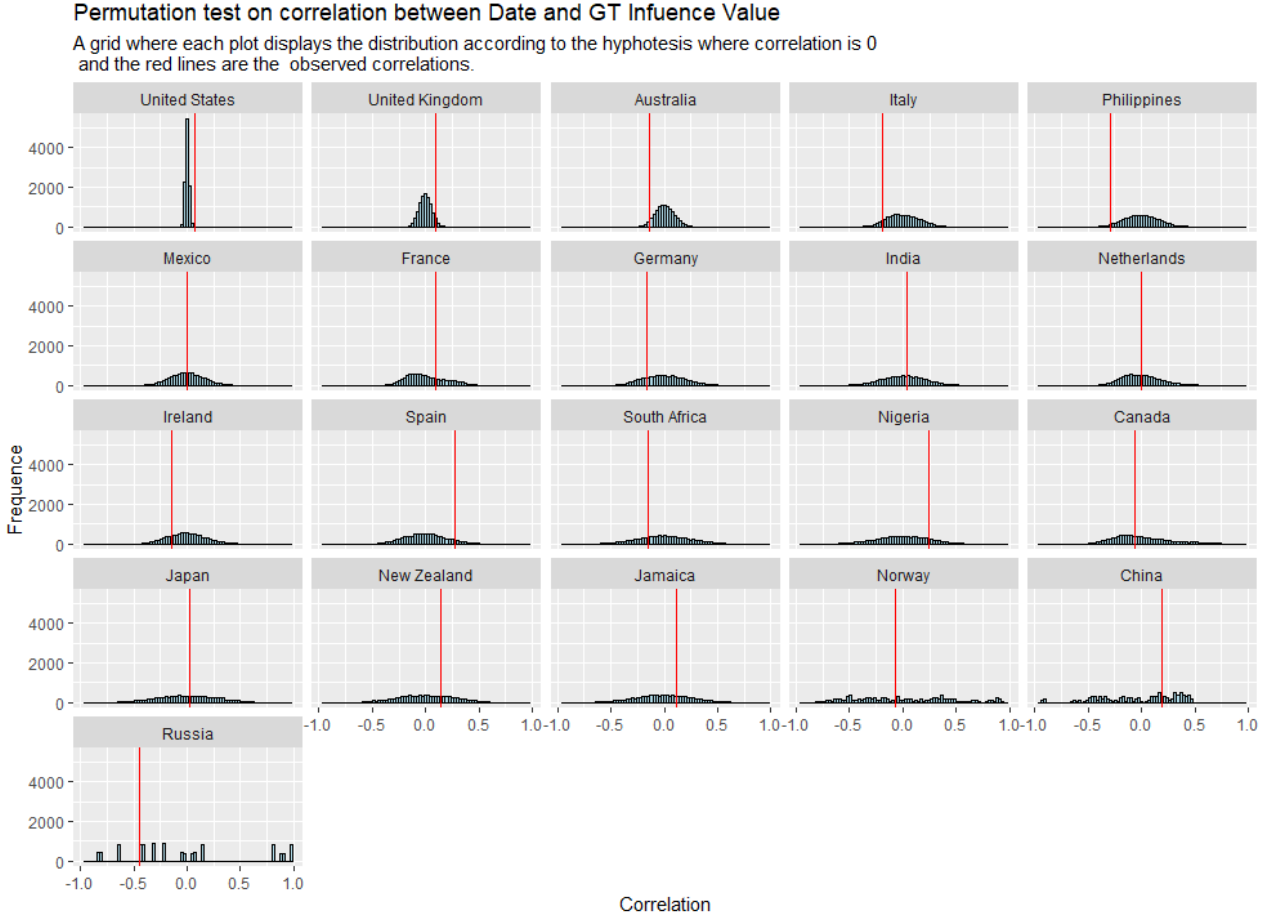 Permutation test on correlation between Date and GT Infuence Value
A grid where each plot displays the distribution according to the hyphotesis where correlation is 0
and the red lines are the observed correlations.
United States United Kingdom Australia Italy Philippines
4000
2000
0
Mexico France Germany India Netherlands
4000
2000
0
Ireland Spain South Africa Nigeria Canada
4000
2000
0
Japan New Zealand Jamaica Norway China
4000
2000
0
-1.0 -0.5 0.0 0.5 1.0 -1.0 -0.5 0.0 0.5 1.0 -1.0 -0.5 0.0 0.5 1.0 -1.0 -0.5 0.0 0.5 1.0
Russia
4000
2000
0
-1.0 -0.5 0.0 0.5 1.0
Frequence
Correlation